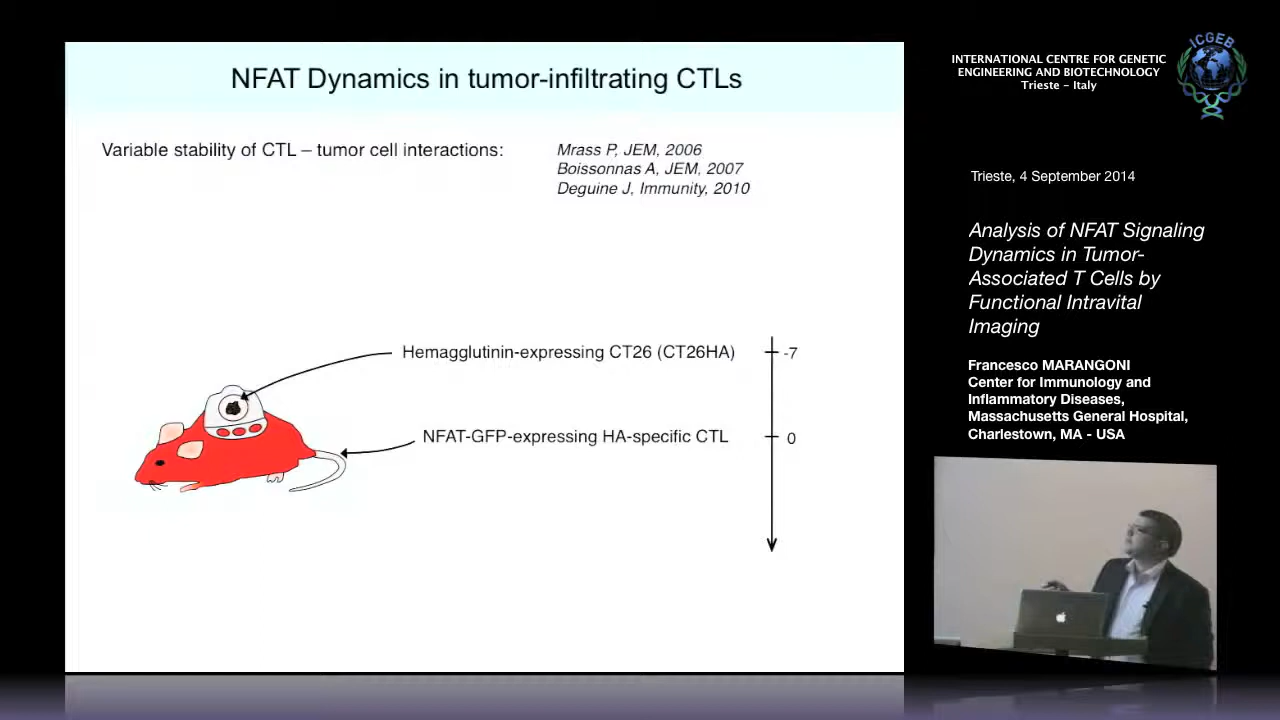 NFAT Dynamics in tumor-infiltrating CTLs
Variable stability of CTL – tumor cell interactions:
Mrass P, JEM, 2006
Boissonnas A, JEM, 2007
Deguine J, Immunity, 2010
Hemagglutinin-expressing CT26 (CT26HA)
-7
NFAT-GFP-expressing HA-specific CTL
0
INTERNATIONAL CENTRE FOR GENETIC
ENGINEERING AND BIOTECHNOLOGY
Trieste – Italy
ICGEB
Trieste, 4 September 2014
Analysis of NFAT Signaling
Dynamics in Tumor-
Associated T Cells by
Functional Intravital
Imaging
Francesco MARANGONI
Center for Immunology and
Inflammatory Diseases,
Massachusetts General Hospital,
Charlestown, MA - USA